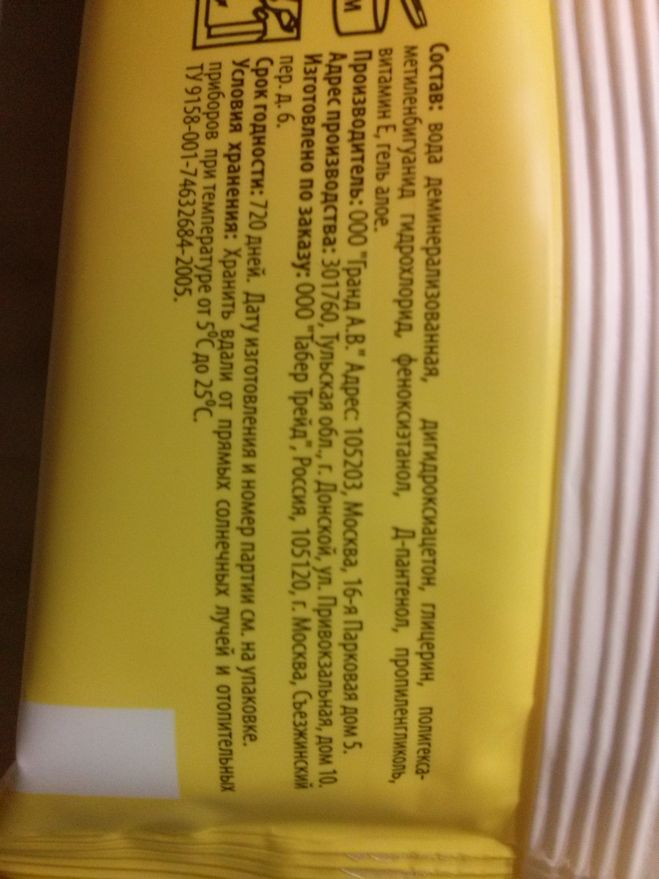 Состав: вода деминерализованная, дигидроксиацетон, глицерин, полигекса-
метиленбигуанид гидрохлорид, феноксиэтанол, Д-пантенол, пропиленгликоль,
витамин Е, гель алое.
Производитель: ООО "Гранд А.В." Адрес: 105203, Москва, 16-я Парковая дом 5.
Адрес производства: 301760, Тульская обл., г. Донской, ул. Привокзальная, дом 10.
Изготовлено по заказу: ООО "Табер Трейд", Россия, 105120, г. Москва, Съезжинский
пер. д. 6.
Срок годности: 720 дней. Дату изготовления и номер партии см. на упаковке.
Условия хранения: Хранить вдали от прямых солнечных лучей и отопительных
приборов при температуре от 5°С до 25°С.
ТУ 9158-001-74632684-2005.